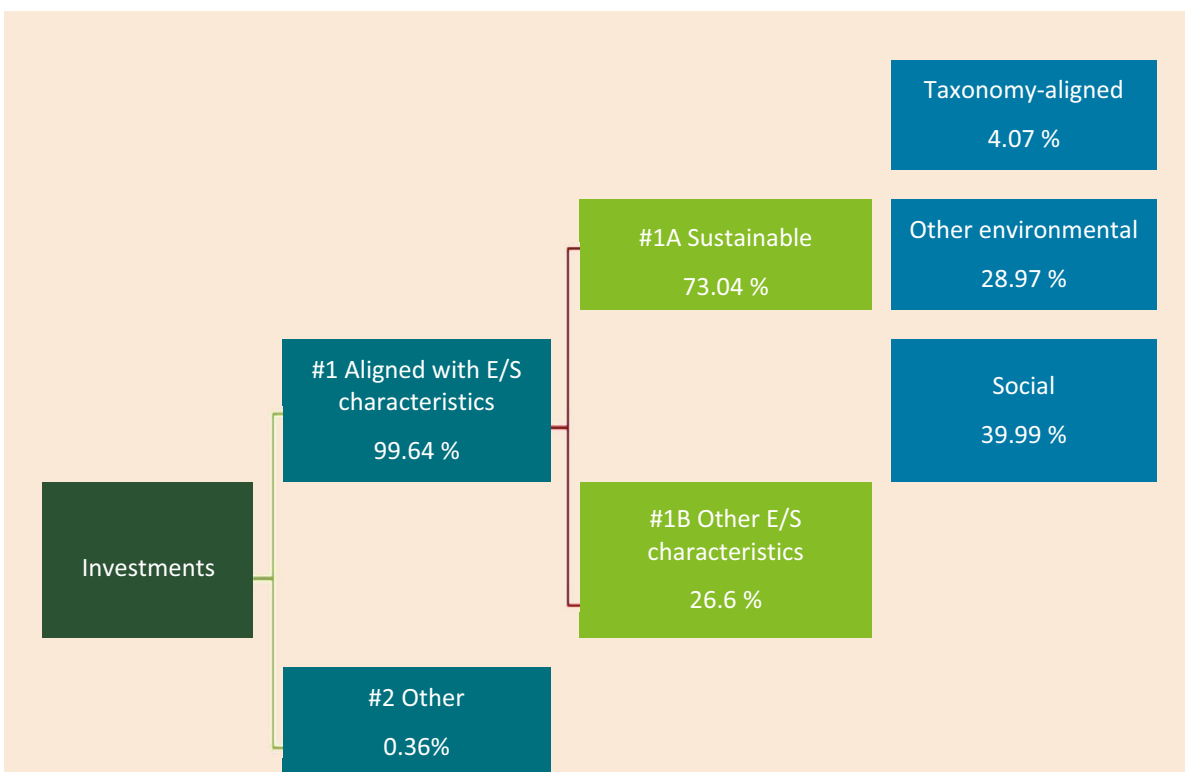 Taxonomy-aligned
4.07 %
#1A Sustainable
73.04 %
Other environmental
28.97 %
#1 Aligned with E/S
characteristics
99.64 %
Social
39.99 %
Investments
#1B Other E/S
characteristics
26.6 %
#2 Other
0.36%